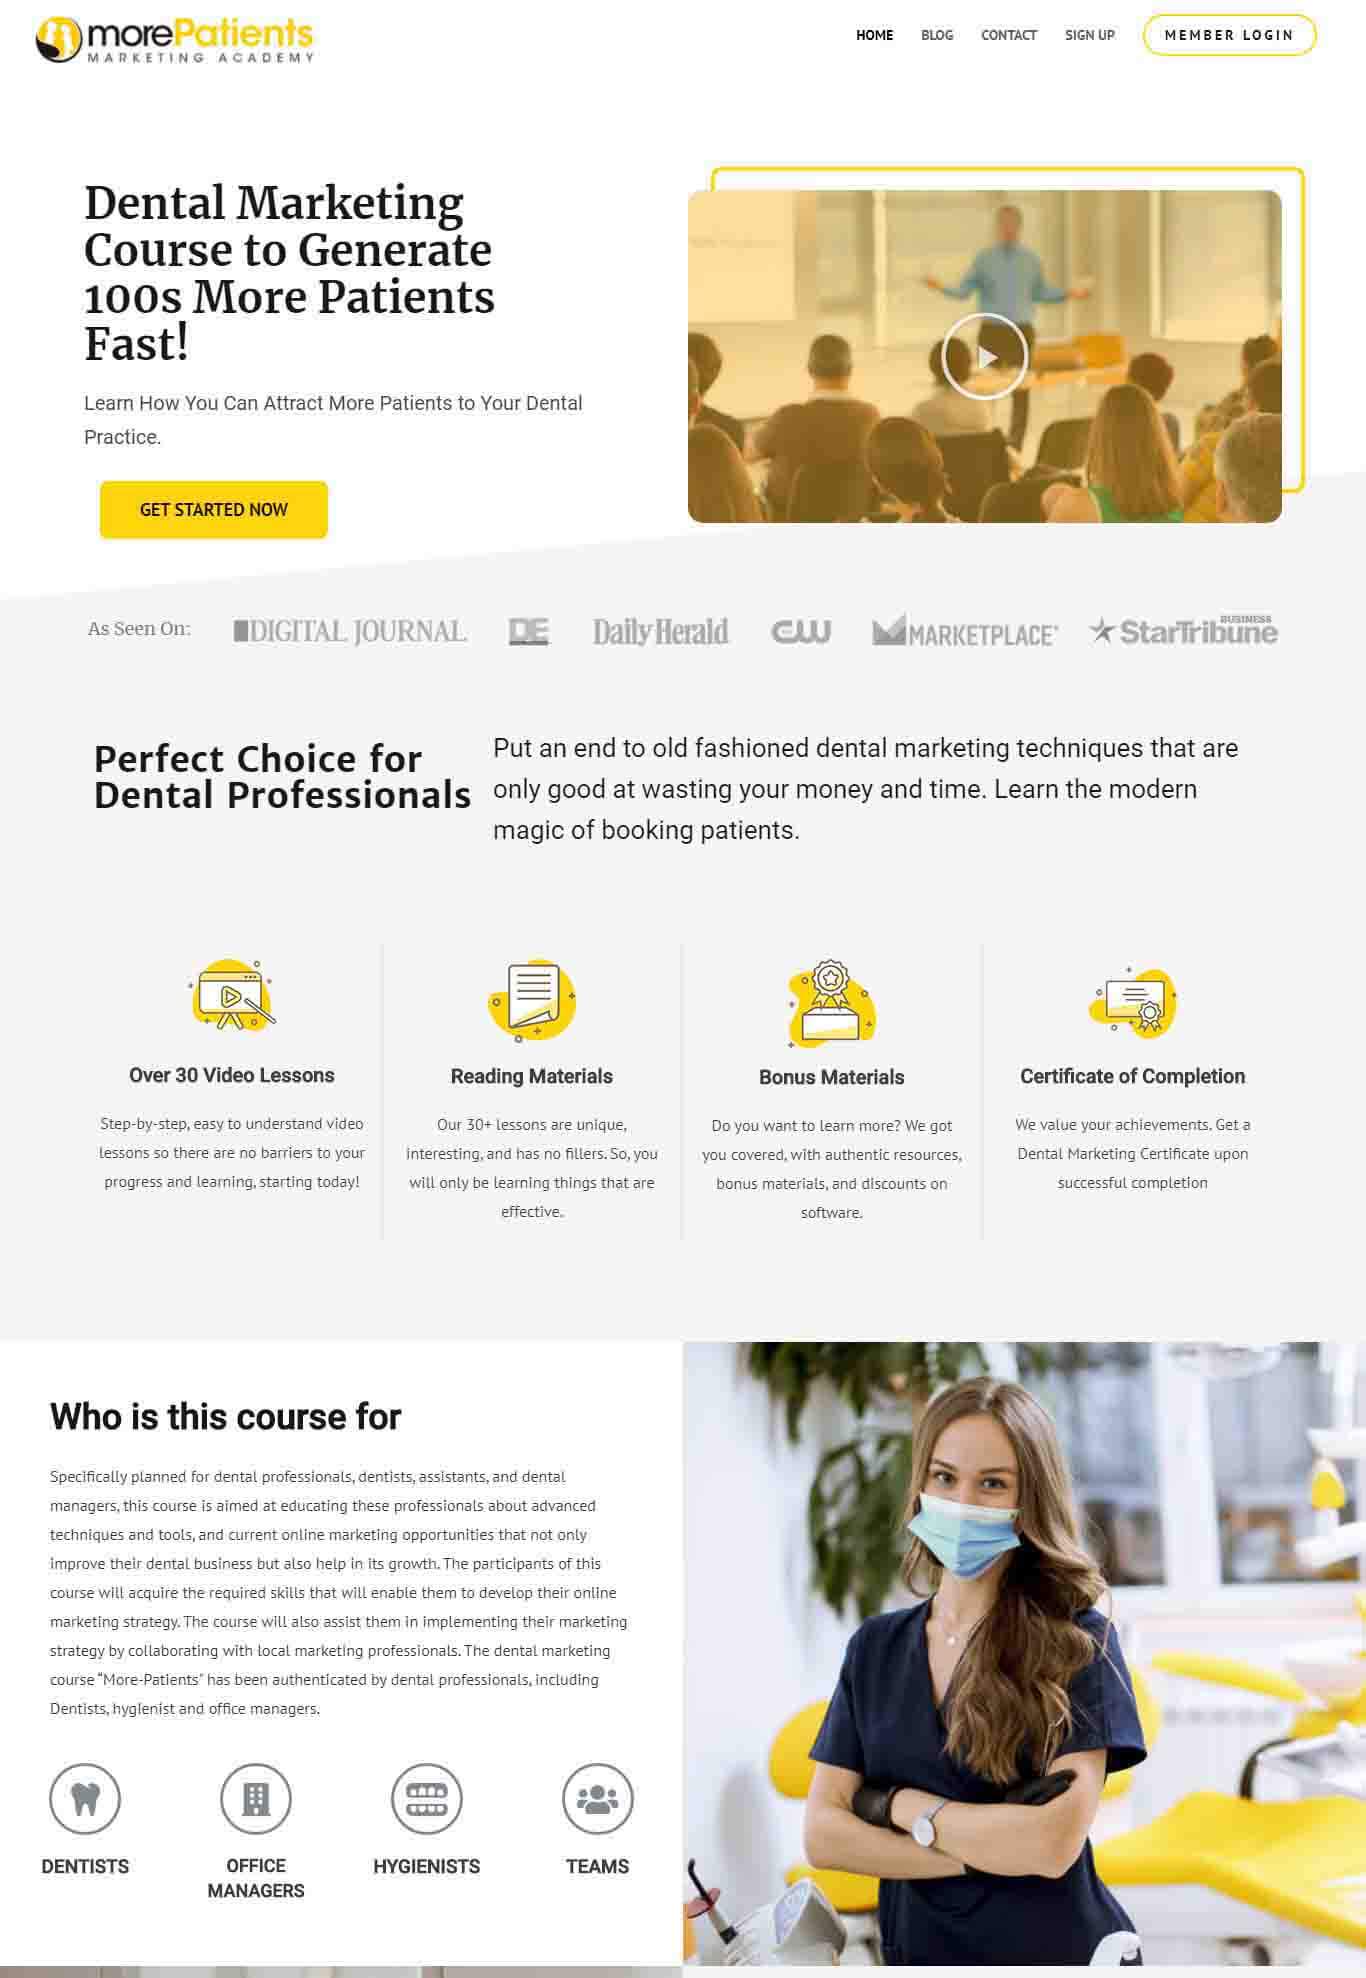 morePatients
MARKETING ACADEMY
HOME BLOG CONTACT SIGN UP MEMBER LOGIN
Dental Marketing
Course to Generate
100s More Patients
Fast!
Learn How You Can Attract More Patients to Your Dental
Practice.
GET STARTED NOW
As Seen On: DIGITAL JOURNAL DE Daily Herald CW MARKETPLACE StarTribune BUSINESS
Perfect Choice for
Dental Professionals
Put an end to old fashioned dental marketing techniques that are
only good at wasting your money and time. Learn the modern
magic of booking patients.
Over 30 Video Lessons
Step-by-step, easy to understand video
lessons so there are no barriers to your
progress and learning, starting today!
Reading Materials
Our 30+ lessons are unique,
interesting, and has no fillers. So, you
will only be learning things that are
effective.
Bonus Materials
Do you want to learn more? We got
you covered, with authentic resources,
bonus materials, and discounts on
software.
Certificate of Completion
We value your achievements. Get a
Dental Marketing Certificate upon
successful completion
Who is this course for
Specifically planned for dental professionals, dentists, assistants, and dental
managers, this course is aimed at educating these professionals about advanced
techniques and tools, and current online marketing opportunities that not only
improve their dental business but also help in its growth. The participants of this
course will acquire the required skills that will enable them to develop their online
marketing strategy. The course will also assist them in implementing their marketing
strategy by collaborating with local marketing professionals. The dental marketing
course “More-Patients" has been authenticated by dental professionals, including
Dentists, hygienist and office managers.
DENTISTS
OFFICE
MANAGERS
HYGIENISTS
TEAMS